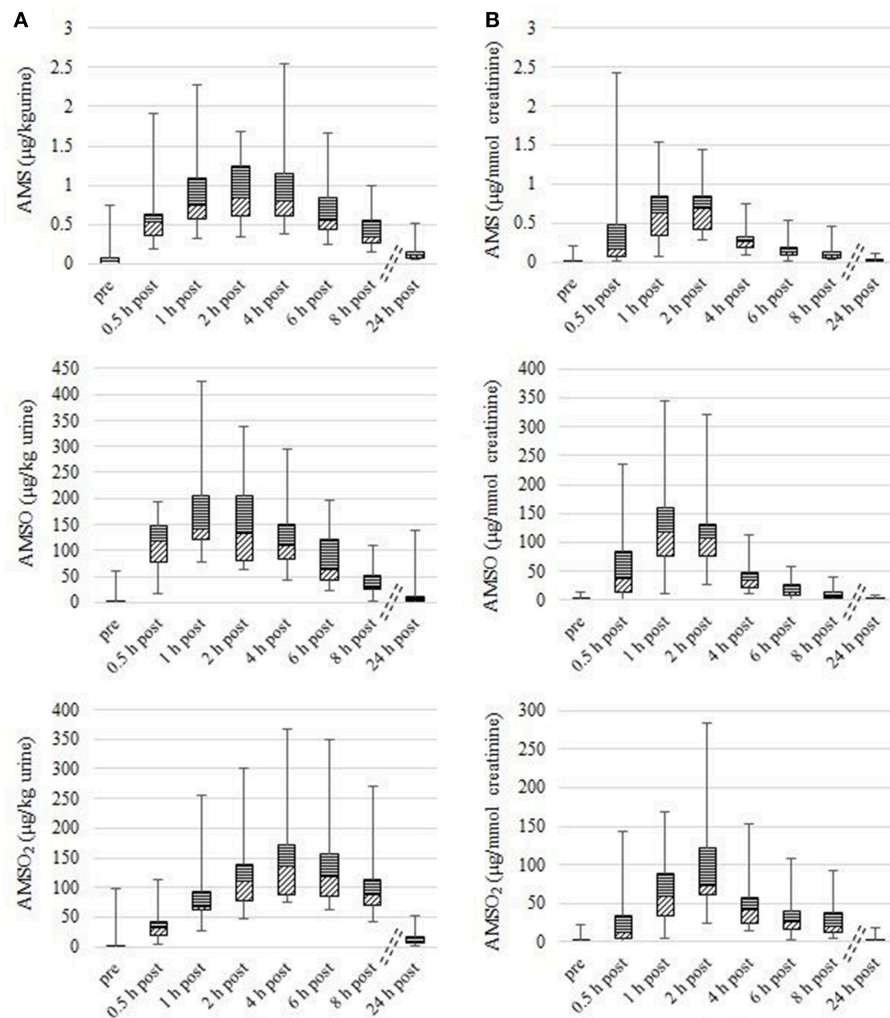 A
3
2.5
2
1.5
1
0.5
0
AMS (µg/kgurine)
pre
0.5 h post
1 h post
2 h post
4 h post
6 h post
8 h post
24 h post
B
3
2.5
2
1.5
1
0.5
0
AMS (µg/mmol creatinine)
pre
0.5 h post
1 h post
2 h post
4 h post
6 h post
8 h post
24 h post
450
400
350
300
250
200
150
100
50
0
AMSO (µg/kg urine)
pre
0.5 h post
1 h post
2 h post
4 h post
6 h post
8 h post
24 h post
400
350
300
250
200
150
100
50
0
AMSO (µg/mmol creatinine)
pre
0.5 h post
1 h post
2 h post
4 h post
6 h post
8 h post
24 h post
400
350
300
250
200
150
100
50
0
AMSO₂ (µg/kg urine)
pre
0.5 h post
1 h post
2 h post
4 h post
6 h post
8 h post
24 h post
300
250
200
150
100
50
0
AMSO₂ (µg/mmol creatinine)
pre
0.5 h post
1 h post
2 h post
4 h post
6 h post
8 h post
24 h post